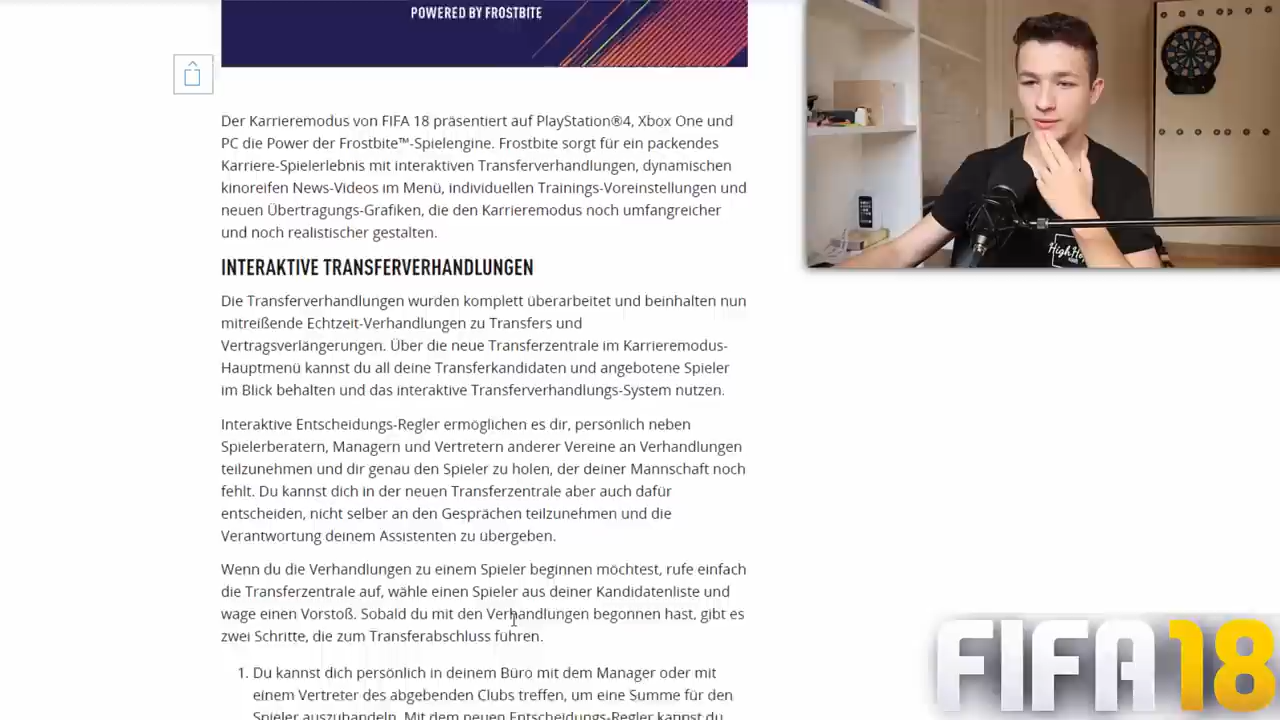 POWERED BY FROSTBITE
Der Karrieremodus von FIFA 18 präsentiert auf PlayStation®4, Xbox One und
PC die Power der Frostbite™-Spielengine. Frostbite sorgt für ein packendes
Karriere-Spielerlebnis mit interaktiven Transferverhandlungen, dynamischen
kinoreifen News-Videos im Menü, individuellen Trainings-Voreinstellungen und
neuen Übertragungs-Grafiken, die den Karrieremodus noch umfangreicher
und noch realistischer gestalten.
INTERAKTIVE TRANSFERVERHANDLUNGEN
Die Transferverhandlungen wurden komplett überarbeitet und beinhalten nun
mitreißende Echtzeit-Verhandlungen zu Transfers und
Vertragsverlängerungen. Über die neue Transferzentrale im Karrieremodus-
Hauptmenü kannst du all deine Transferkandidaten und angebotene Spieler
im Blick behalten und das interaktive Transferverhandlungs-System nutzen.
Interaktive Entscheidungs-Regler ermöglichen es dir, persönlich neben
Spielerberatern, Managern und Vertretern anderer Vereine an Verhandlungen
teilzunehmen und dir genau den Spieler zu holen, der deiner Mannschaft noch
fehlt. Du kannst dich in der neuen Transferzentrale aber auch dafür
entscheiden, nicht selber an den Gesprächen teilzunehmen und die
Verantwortung deinem Assistenten zu übergeben.
Wenn du die Verhandlungen zu einem Spieler beginnen möchtest, rufe einfach
die Transferzentrale auf, wähle einen Spieler aus deiner Kandidatenliste und
wage einen Vorstoß. Sobald du mit den Verhandlungen begonnen hast, gibt es
zwei Schritte, die zum Transferabschluss führen.
1. Du kannst dich persönlich in deinem Büro mit dem Manager oder mit
einem Vertreter des abgebenden Clubs treffen, um eine Summe für den
Spieler auszuhandeln. Mit dem neuen Entscheidungs-Regler kannst du
FIFA 18